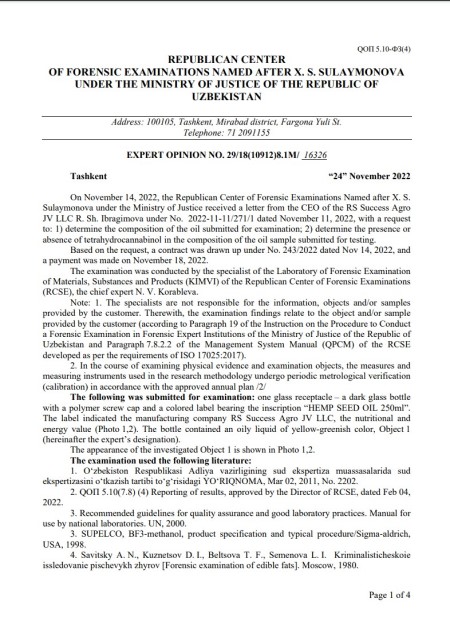 QОП 5.10-ФЗ(4)
REPUBLICAN CENTER
OF FORENSIC EXAMINATIONS NAMED AFTER X. S. SULAYMONOVA
UNDER THE MINISTRY OF JUSTICE OF THE REPUBLIC OF
UZBEKISTAN
Address: 100105, Tashkent, Mirabad district, Fargona Yuli St.
Telephone: 71 2091155
EXPERT OPINION NO. 29/18(10912)8.1M/ 16326
Tashkent “24” November 2022
On November 14, 2022, the Republican Center of Forensic Examinations Named after X. S.
Sulaymonova under the Ministry of Justice received a letter from the CEO of the RS Success Agro
JV LLC R. Sh. Ibragimova under No. 2022-11-11/271/1 dated November 11, 2022, with a request
to: 1) determine the composition of the oil submitted for examination; 2) determine the presence or
absence of tetrahydrocannabinol in the composition of the oil sample submitted for testing.
Based on the request, a contract was drawn up under No. 243/2022 dated Nov 14, 2022, and
a payment was made on November 18, 2022.
The examination was conducted by the specialist of the Laboratory of Forensic Examination
of Materials, Substances and Products (KIMVI) of the Republican Center of Forensic Examinations
(RCSE), the chief expert N. V. Korableva.
Note: 1. The specialists are not responsible for the information, objects and/or samples
provided by the customer. Therewith, the examination findings relate to the object and/or sample
provided by the customer (according to Paragraph 19 of the Instruction on the Procedure to Conduct
a Forensic Examination in Forensic Expert Institutions of the Ministry of Justice of the Republic of
Uzbekistan and Paragraph 7.8.2.2 of the Management System Manual (QPCM) of the RCSE
developed as per the requirements of ISO 17025:2017).
2. In the course of examining physical evidence and examination objects, the measures and
measuring instruments used in the research methodology undergo periodic metrological verification
(calibration) in accordance with the approved annual plan /2/
The following was submitted for examination: one glass receptacle – a dark glass bottle
with a polymer screw cap and a colored label bearing the inscription “HEMP SEED OIL 250ml”.
The label indicated the manufacturing company RS Success Agro JV LLC, the nutritional and
energy value (Photo 1,2). The bottle contained an oily liquid of yellow-greenish color, Object 1
(hereinafter the expert’s designation).
The appearance of the investigated Object 1 is shown in Photo 1,2.
The examination used the following literature:
1. O‘zbekiston Respublikasi Adliya vazirligining sud ekspertiza muassasalarida sud
ekspertizasini o‘tkazish tartibi to‘g‘risidagi YO‘RIQNOMA, Mar 02, 2011, No. 2202.
2. QОП 5.10(7.8) (4) Reporting of results, approved by the Director of RCSE, dated Feb 04,
2022.
3. Recommended guidelines for quality assurance and good laboratory practices. Manual for
use by national laboratories. UN, 2000.
3. SUPELCO, BF3-methanol, product specification and typical procedure/Sigma-aldrich,
USA, 1998.
4. Savitsky A. N., Kuznetsov D. I., Beltsova T. F., Semenova L. I. Kriminalisticheskoie
issledovanie pischevykh zhyrov [Forensic examination of edible fats]. Moscow, 1980.
Page 1 of 4